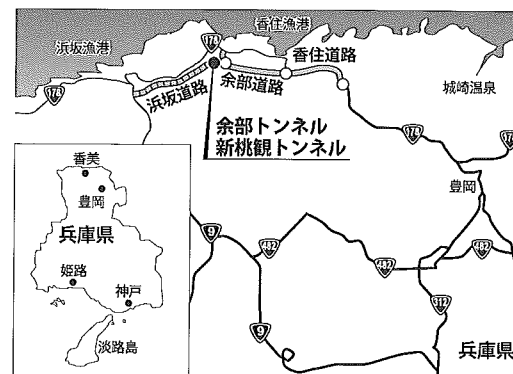 浜坂漁港
178
香住漁港
香住道路
178
浜坂道路
余部道路
城崎温泉
余部トンネル
新桃観トンネル
178
豊岡
香美
豊岡
兵庫県
姫路
神戸
淡路島
9
482
482
482
312
9
兵庫県